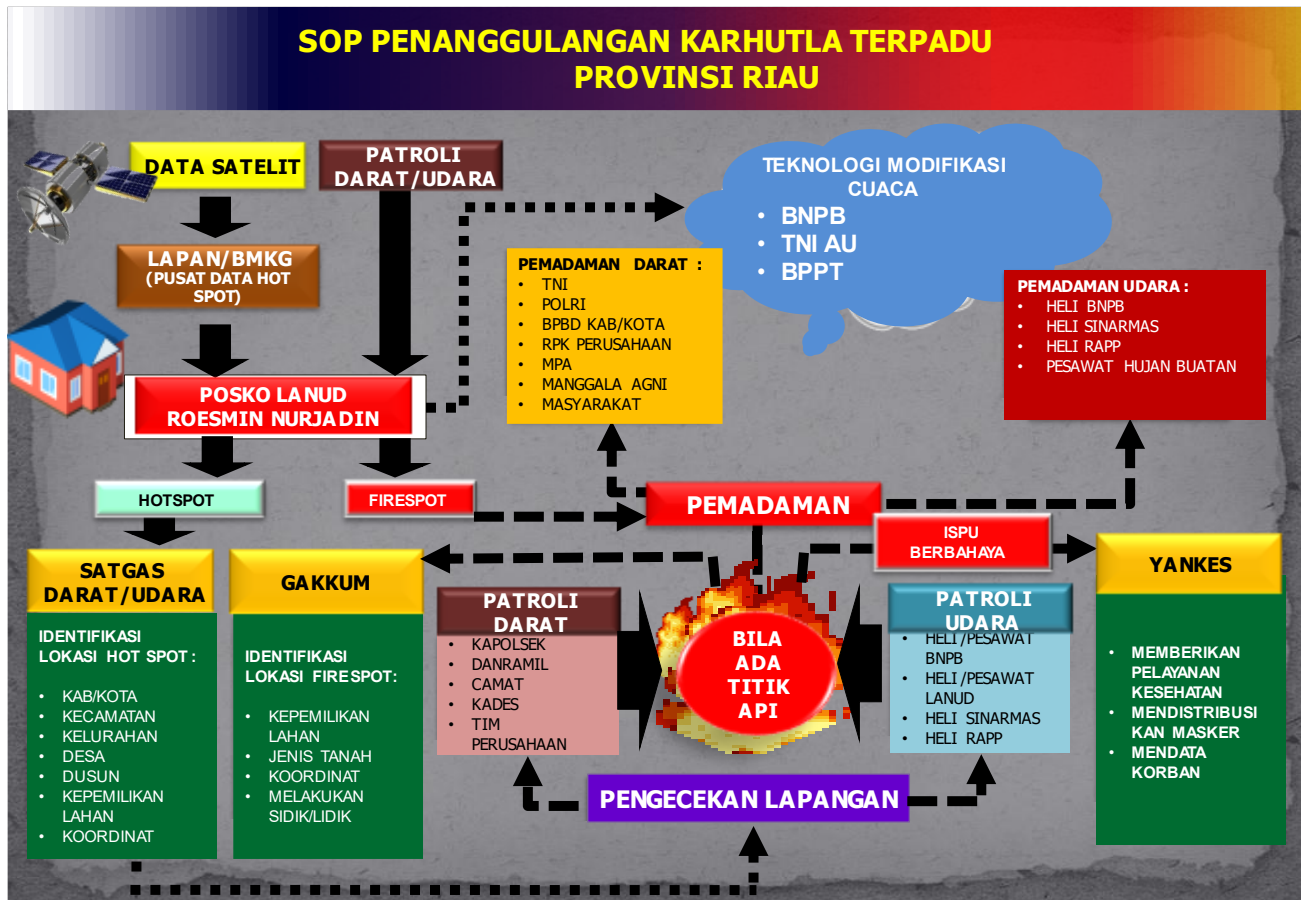 SOP PENANGGULANGAN KARHUTLA TERPADU
PROVINSI RIAU
DATA SATELIT
PATROLI
DARAT/UDARA
TEKNOLOGI MODIFIKASI
CUACA
• BNPB
• TNI AU
• BPPT
LAPAN/BMKG
(PUSAT DATA HOT
SPOT)
PEMADAMAN DARAT :
• TNI
• POLRI
• BPBD KAB/KOTA
• RPK PERUSAHAAN
• MPA
• MANGGALA AGNI
• MASYARAKAT
PEMADAMAN UDARA :
• HELI BNPB
• HELI SINARMAS
• HELI RAPP
• PESAWAT HUJAN BUATAN
POSKO LANUD
ROESMIN NURJADIN
HOTSPOT
FIRESPOT
PEMADAMAN
ISPU
BERBAHAYA
SATGAS
DARAT/UDARA
IDENTIFIKASI
LOKASI HOT SPOT :
• KAB/KOTA
• KECAMATAN
• KELURAHAN
• DESA
• DUSUN
• KEPEMILIKAN
LAHAN
• KOORDINAT
GAKKUM
IDENTIFIKASI
LOKASI FIRESPOT:
• KEPEMILIKAN
LAHAN
• JENIS TANAH
• KOORDINAT
• MELAKUKAN
SIDIK/LIDIK
PATROLI
DARAT
• KAPOLSEK
• DANRAMIL
• CAMAT
• KADES
• TIM
PERUSAHAAN
BILA
ADA
TITIK
API
PATROLI
UDARA
• HELI/PESAWAT
BNPB
• HELI/PESAWAT
LANUD
• HELI SINARMAS
• HELI RAPP
YANKES
• MEMBERIKAN
PELAYANAN
KESEHATAN
• MENDISTRIBUSI
KAN MASKER
• MENDATA
KORBAN
PENGECEKAN LAPANGAN